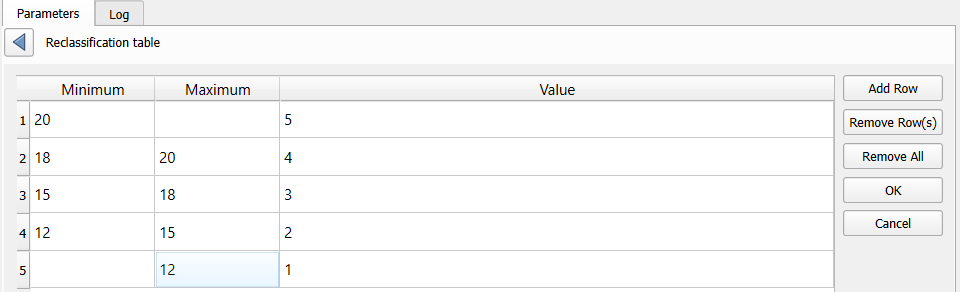 Parameters Log
Reclassification table
Minimum Maximum Value
1 20 5
2 18 20 4
3 15 18 3
4 12 15 2
5 12 1
Add Row
Remove Row(s)
Remove All
OK
Cancel